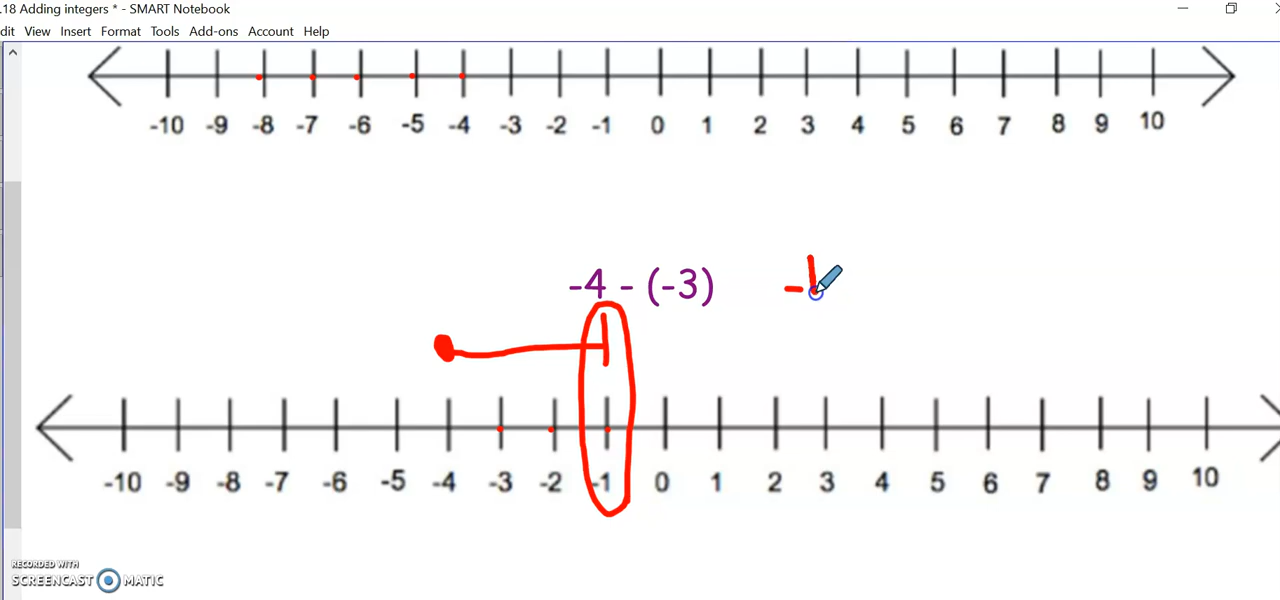 .18 Adding integers * - SMART Notebook
dit View Insert Format Tools Add-ons Account Help
-10 -9 -8 -7 -6 -5 -4 -3 -2 -1 0 1 2 3 4 5 6 7 8 9 10
-4 - (-3) -1
-10 -9 -8 -7 -6 -5 -4 -3 -2 -1 0 1 2 3 4 5 6 7 8 9 10
RECORDED WITH
SCREENCAST MATIC